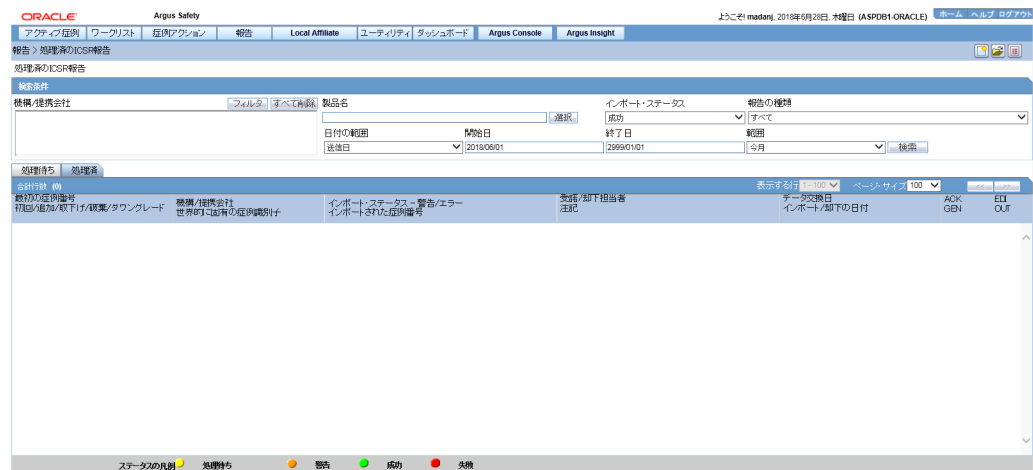 ORACLE Argus Safety ようこそ! madanj, 2018年6月28日, 木曜日 (ASPDB1-ORACLE) ホーム ヘルプ ログアウト
アクティブ症例 ワークリスト 症例アクション 報告 Local Affiliate ユーティリティ ダッシュボード Argus Console Argus Insight
報告 > 処理済のICSR報告
処理済のICSR報告
検索条件
機構/提携会社 フィルタ すべて削除 製品名 インポート・ステータス 報告の種類
選択 成功 すべて
日付の範囲 開始日 終了日 範囲
送信日 2018/06/01 2999/01/01 今月 検索
処理待ち 処理済
合計行数 (0) 表示する行 1 - 100 ページ・サイズ 100 << >>
最初の症例番号 機構/提携会社 インポート・ステータス - 警告/エラー 受諾/却下担当者 データ交換日 ACK EDI
初回/追加/取下げ/破棄/ダウングレード 世界的に固有の症例識別子 インポートされた症例番号 注記 インポート/却下の日付 GEN OUT
ステータスの凡例 処理待ち 警告 成功 失敗